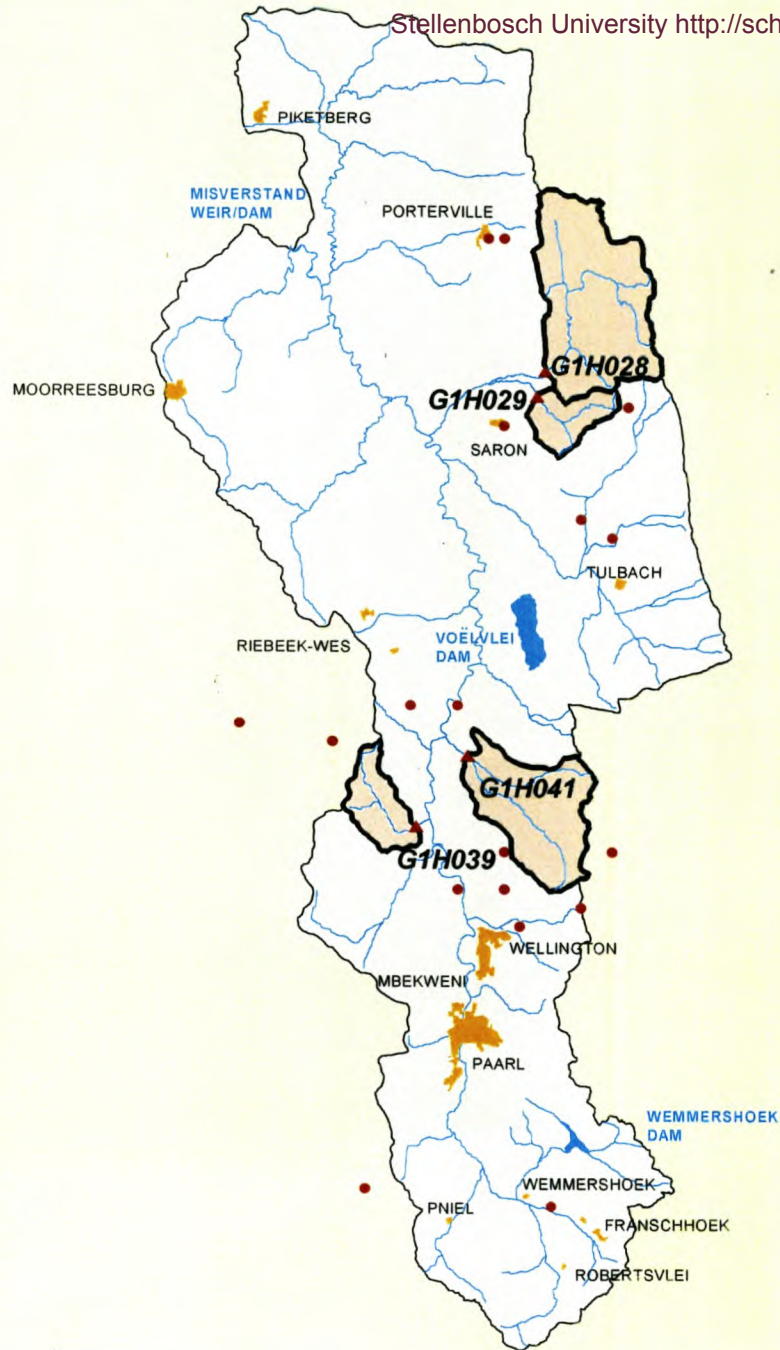 Stellenbosch University http://sch
PIKETBERG
MISVERSTAND
WEIR/DAM
PORTERVILLE
G1H028
MOORREESBURG
G1H029
SARON
TULBACH
RIEBEEK-WES
VOËLVLEI
DAM
G1H041
G1H039
WELLINGTON
MBEKWENI
PAARL
WEMMERSHOEK
DAM
WEMMERSHOEK
PNIEL
FRANSCHHOEK
ROBERTSVLEI